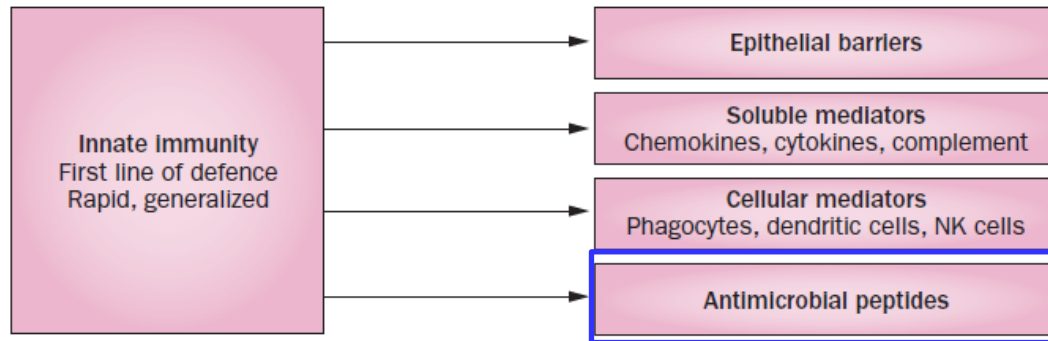 Innate immunity
First line of defence
Rapid, generalized
Epithelial barriers
Soluble mediators
Chemokines, cytokines, complement
Cellular mediators
Phagocytes, dendritic cells, NK cells
Antimicrobial peptides